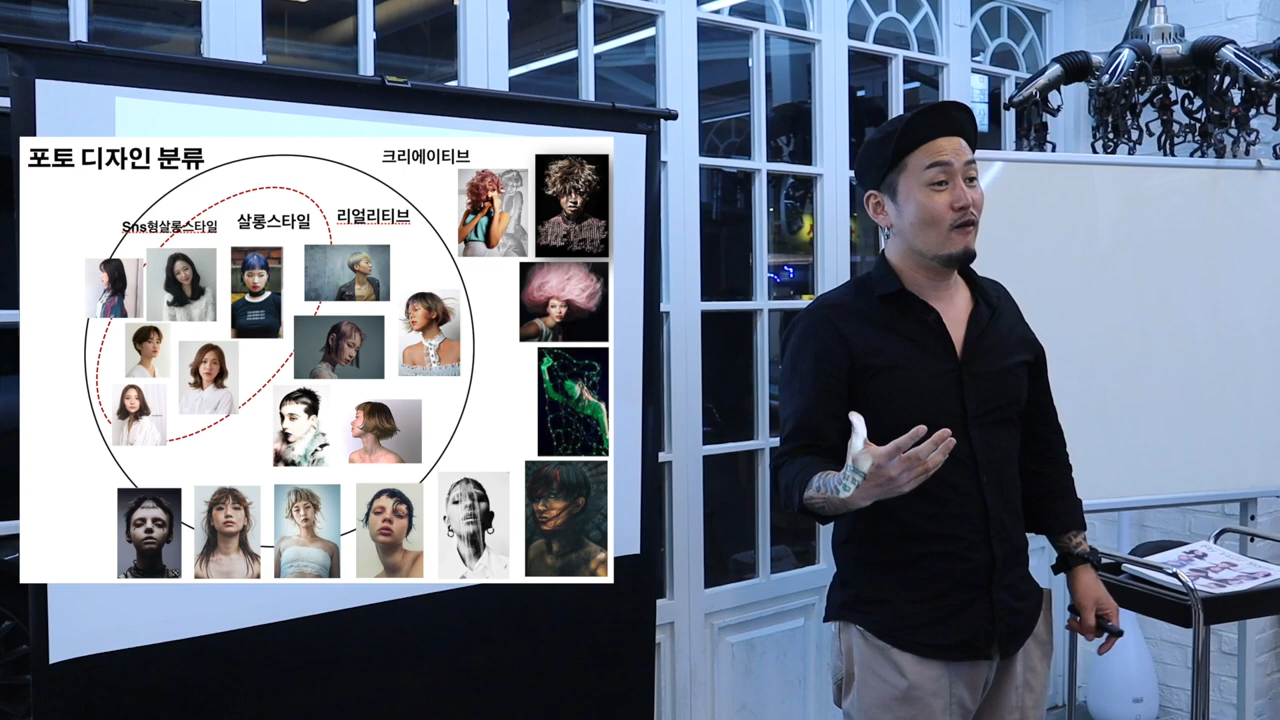 포토 디자인 분류
크리에이티브
Sns형살롱스타일
살롱스타일
리얼리티브